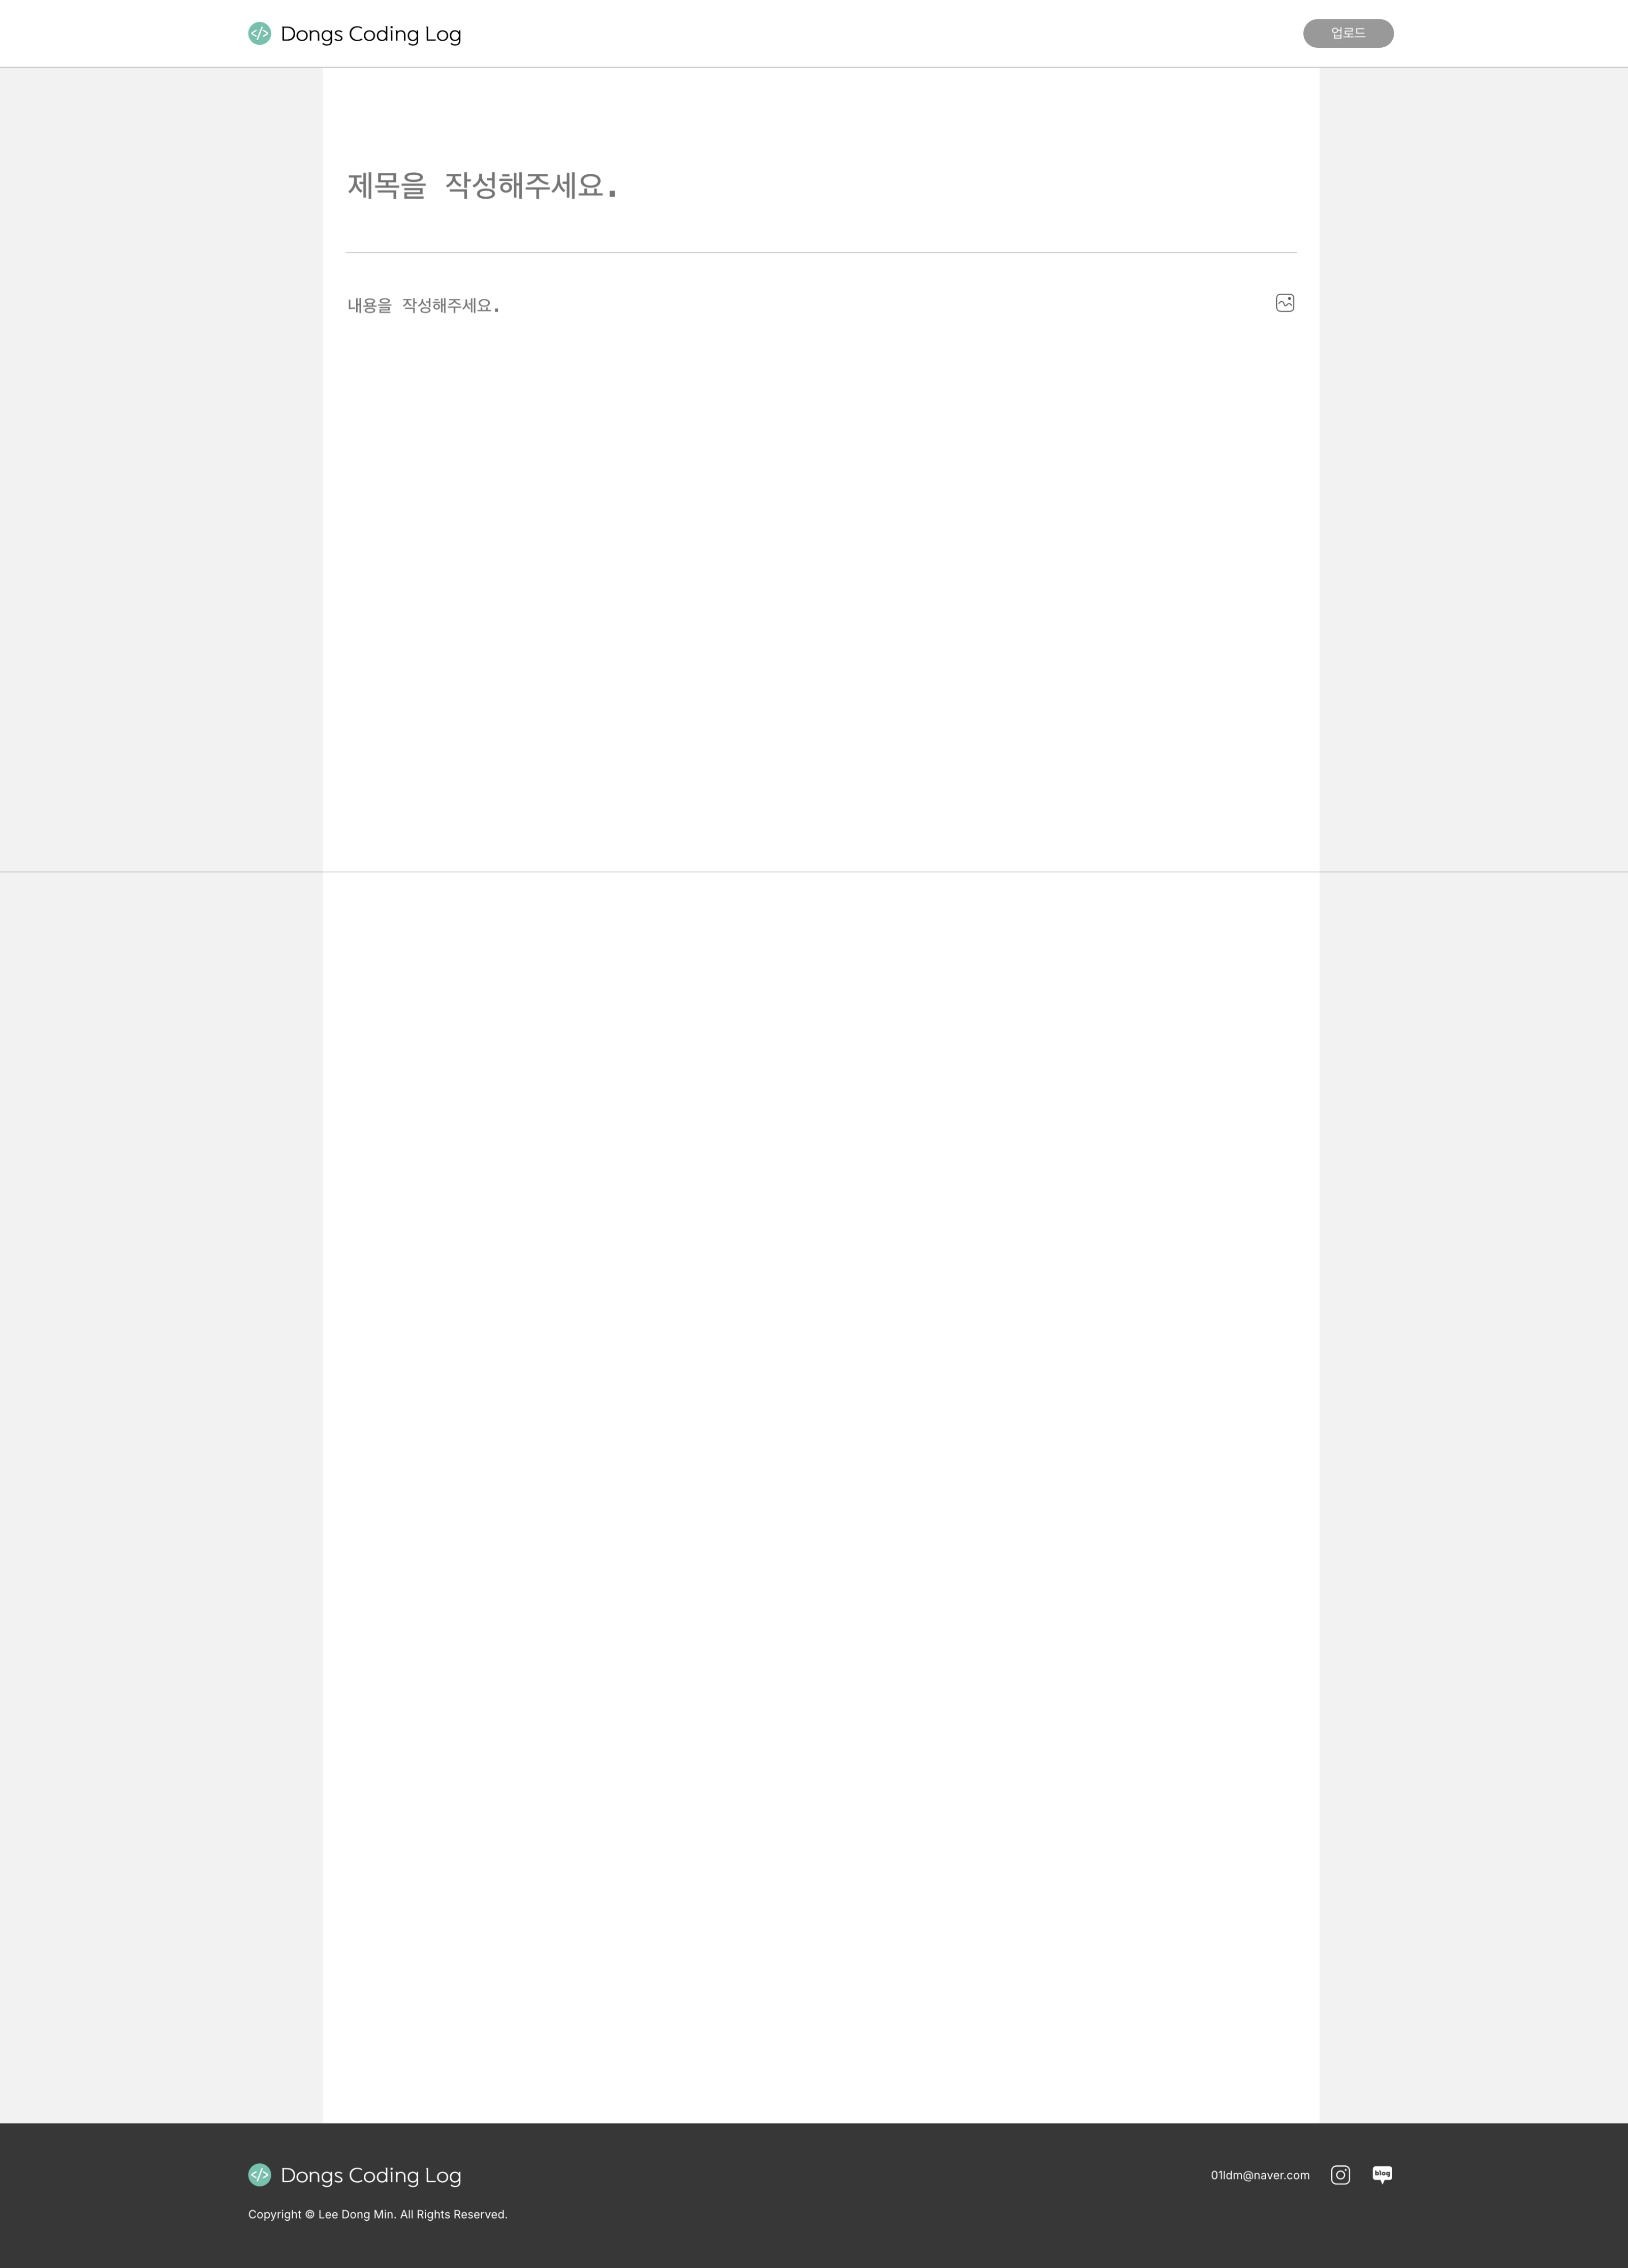 </> Dongs Coding Log
업로드
제목을 작성해주세요.
내용을 작성해주세요.
</> Dongs Coding Log
01ldm@naver.com
blog
Copyright © Lee Dong Min. All Rights Reserved.